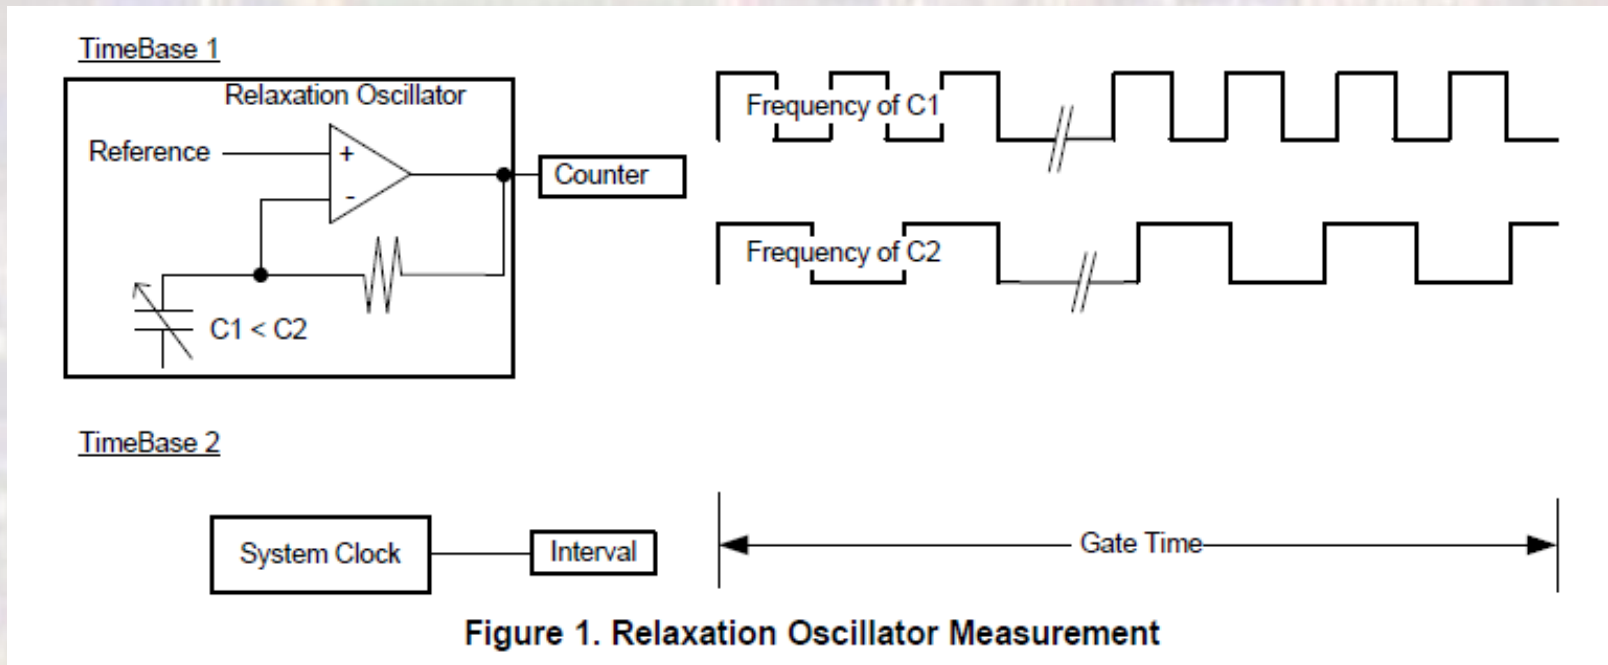 TimeBase 1
Relaxation Oscillator
Reference
+
-
Counter
C1 < C2
Frequency of C1
Frequency of C2
TimeBase 2
System Clock
Interval
Gate Time
Figure 1. Relaxation Oscillator Measurement